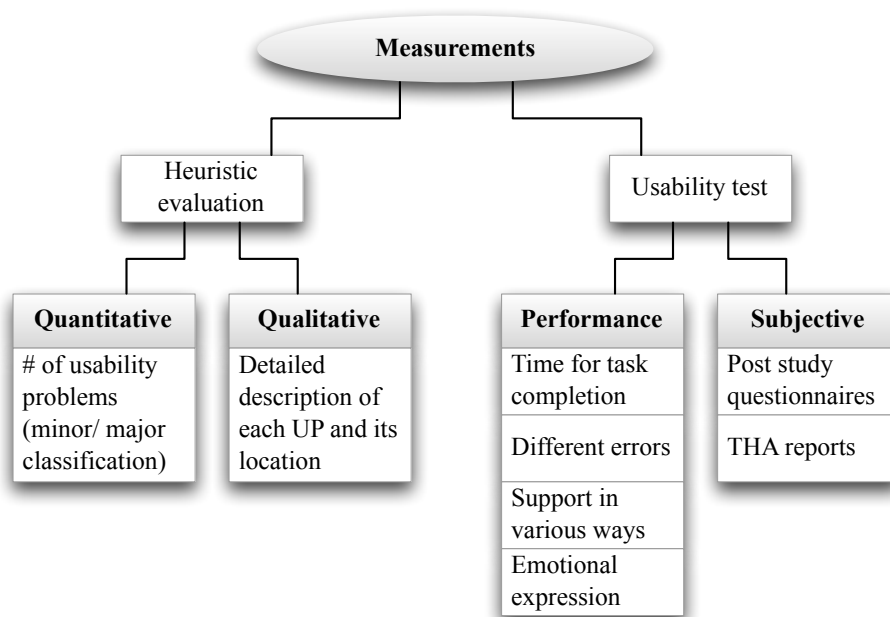 Measurements
Heuristic
evaluation
Usability test
Quantitative
# of usability
problems
(minor/ major
classification)
Qualitative
Detailed
description of
each UP and its
location
Performance
Time for task
completion
Different errors
Support in
various ways
Emotional
expression
Subjective
Post study
questionnaires
THA reports